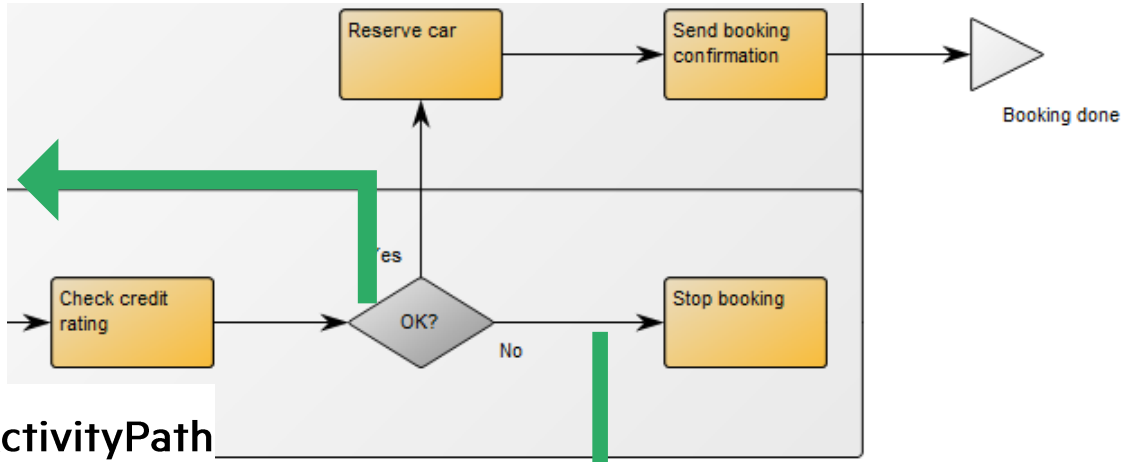 Reserve car
Send booking
confirmation
Booking done
Yes
Check credit
rating
OK?
No
Stop booking
ctivityPath